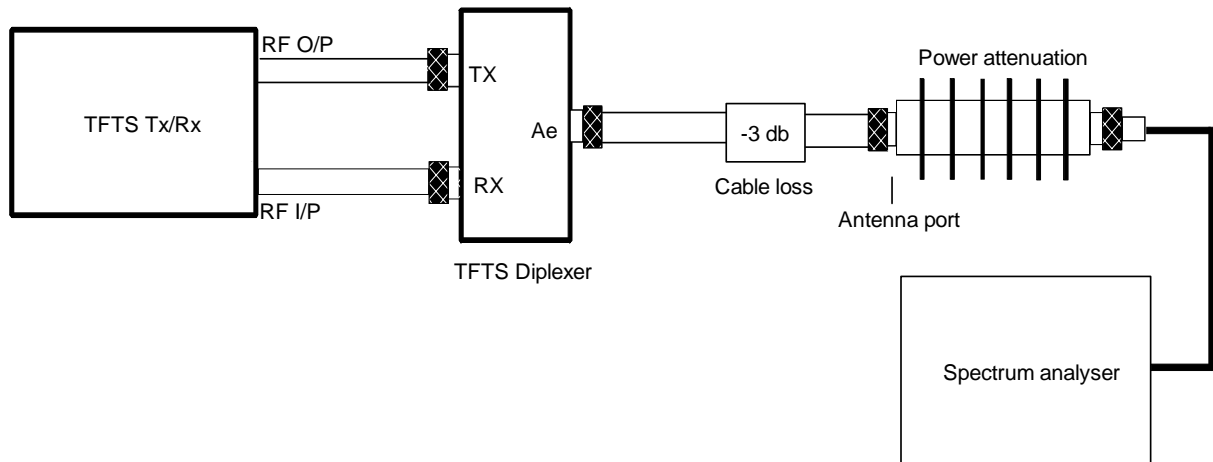 RF O/P
Power attenuation
TX
TFTS Tx/Rx
Ae
-3 db
RX
Cable loss
RF I/P
Antenna port
TFTS Diplexer
Spectrum analyser